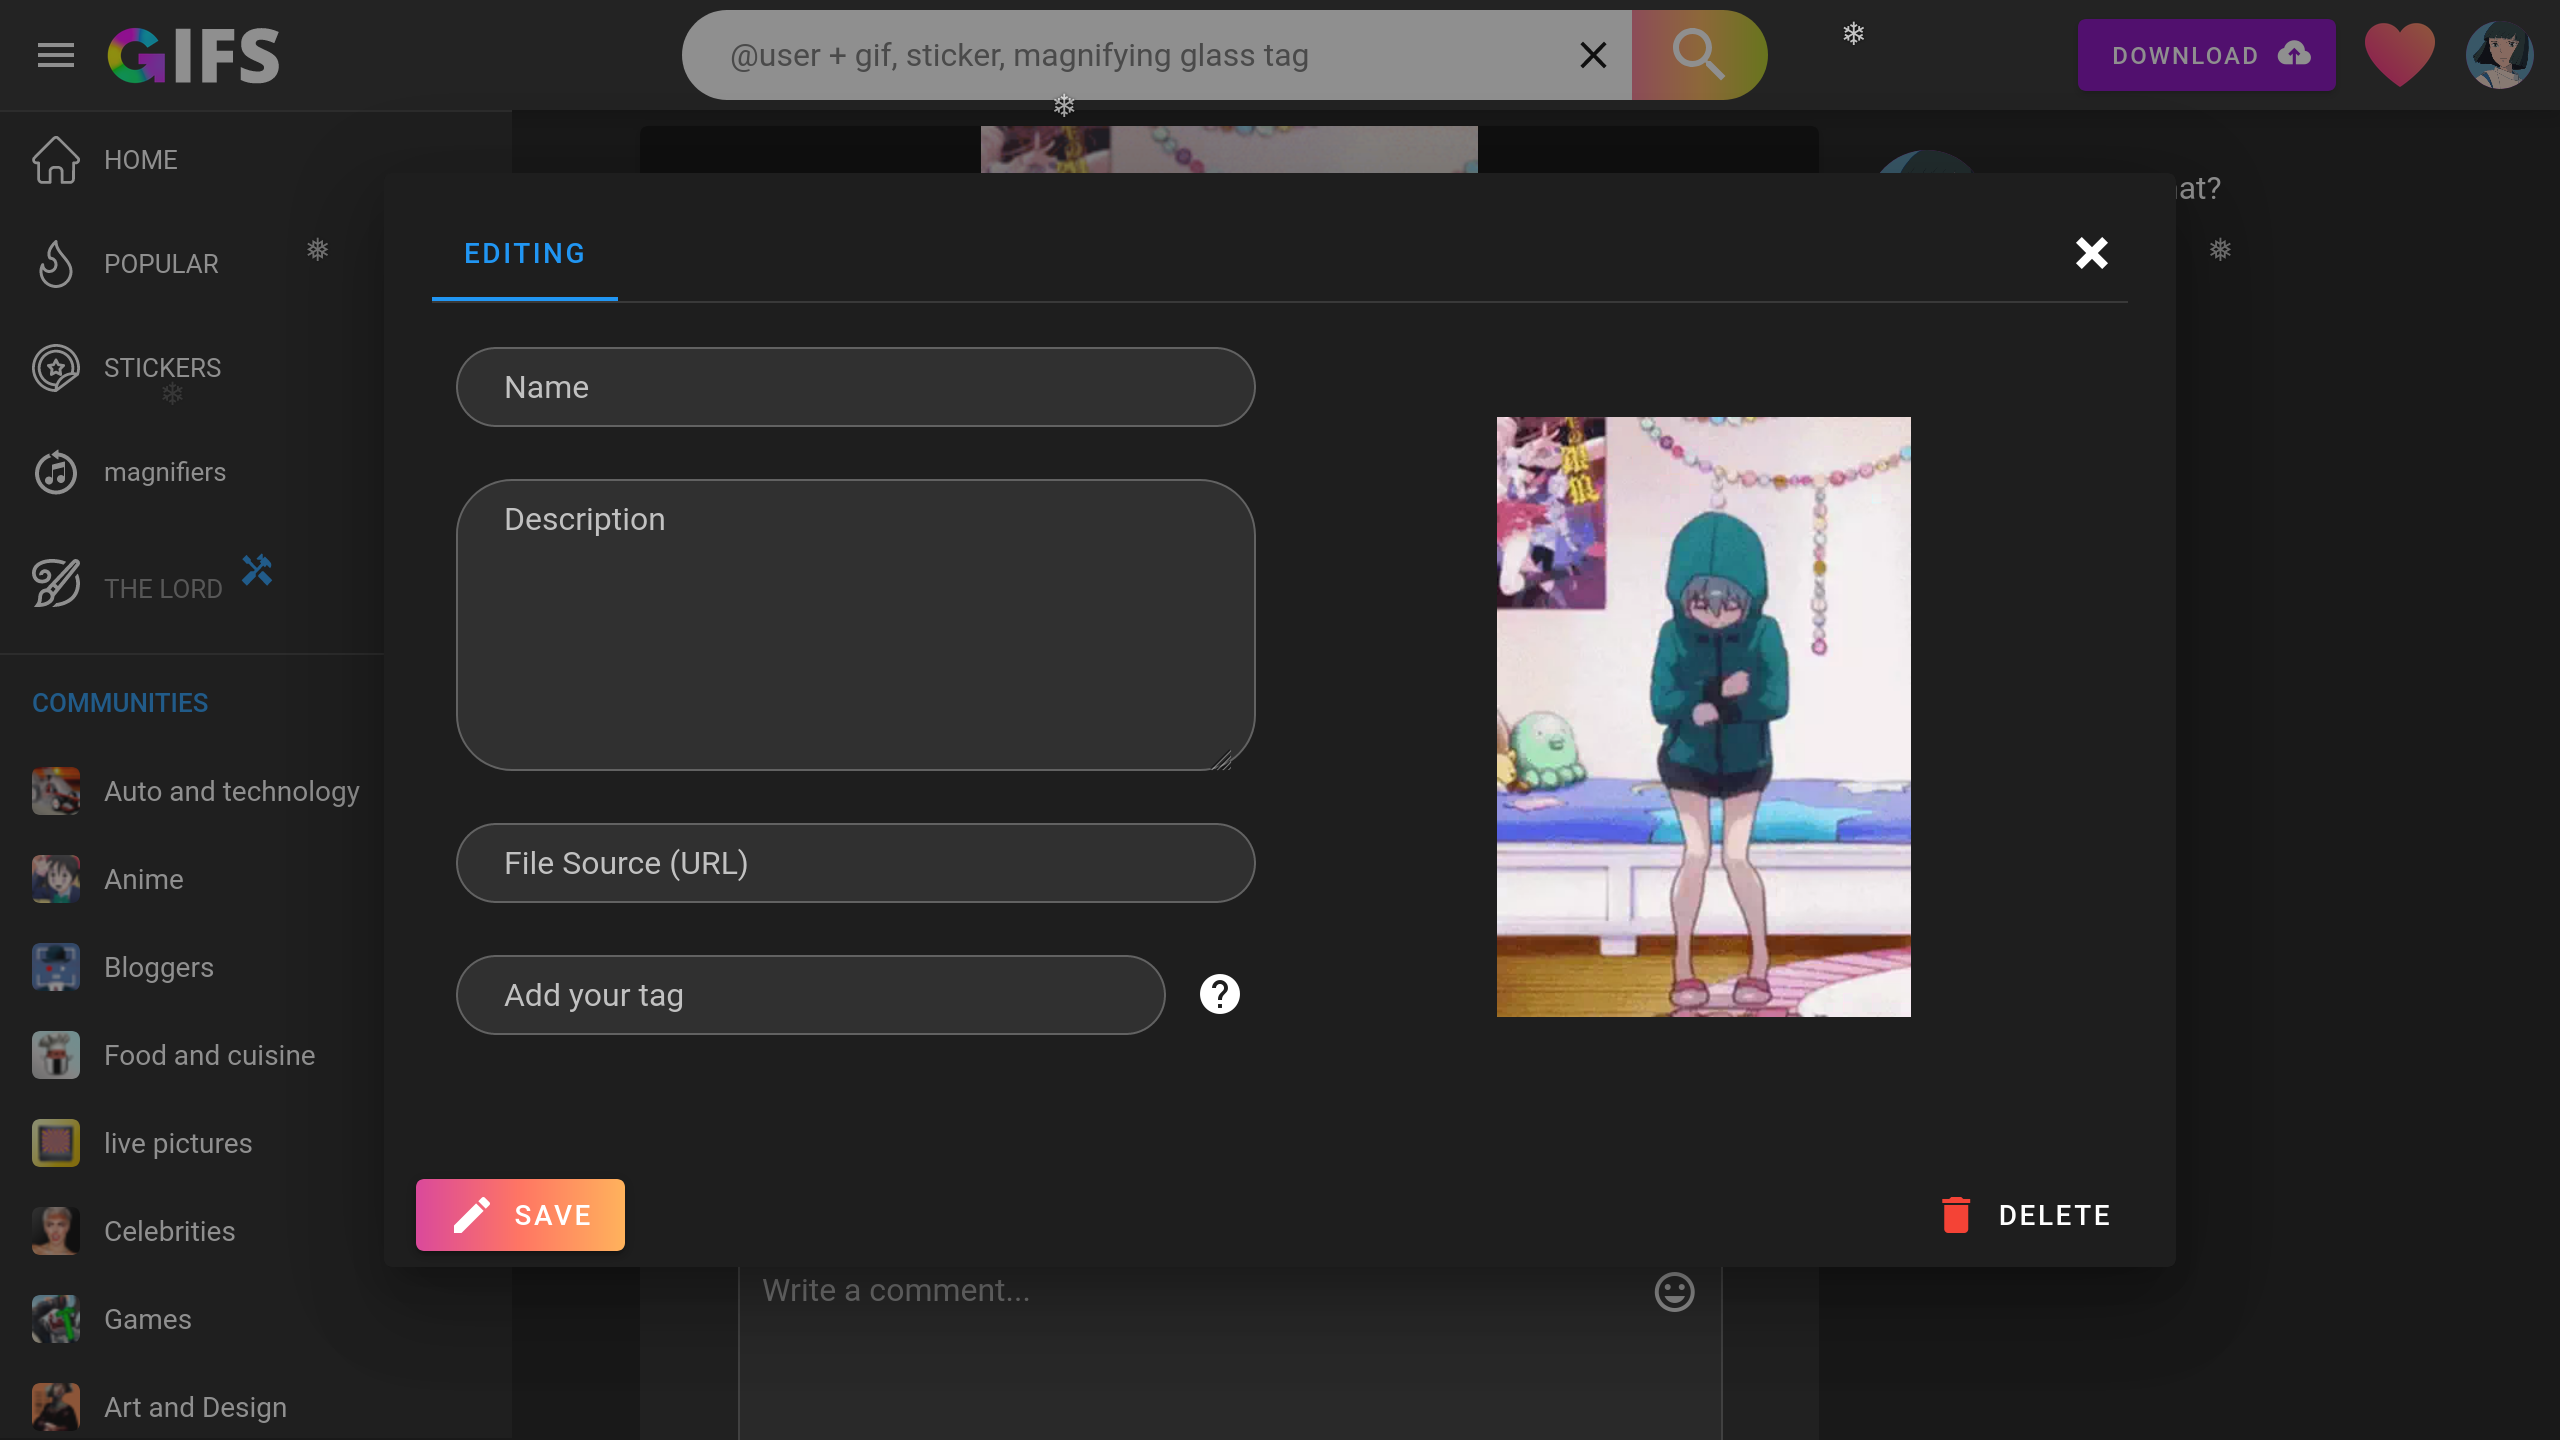 GIFS
@user + gif, sticker, magnifying glass tag
DOWNLOAD
HOME
POPULAR
STICKERS
magnifiers
THE LORD
COMMUNITIES
Auto and technology
Anime
Bloggers
Food and cuisine
live pictures
Celebrities
Games
Art and Design
EDITING
Name
Description
File Source (URL)
Add your tag
SAVE
DELETE
Write a comment...